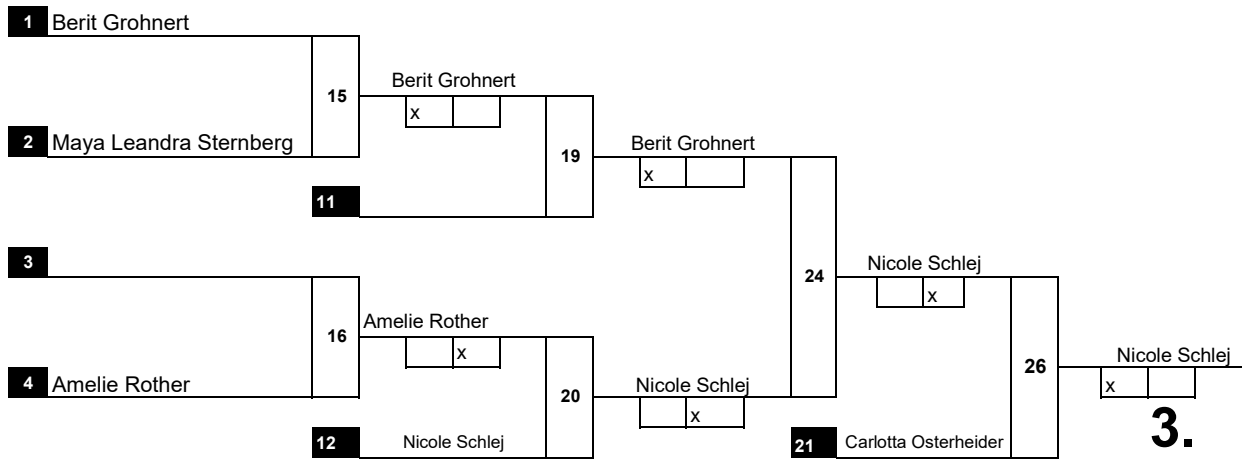 1 Berit Grohnert
Berit Grohnert
15
x
2 Maya Leandra Sternberg
Berit Grohnert
19
x
11
3
Nicole Schlej
24
x
Amelie Rother
16
x
Nicole Schlej
26
x
4 Amelie Rother
Nicole Schlej
20
x
3.
12 Nicole Schlej
21 Carlotta Osterheider